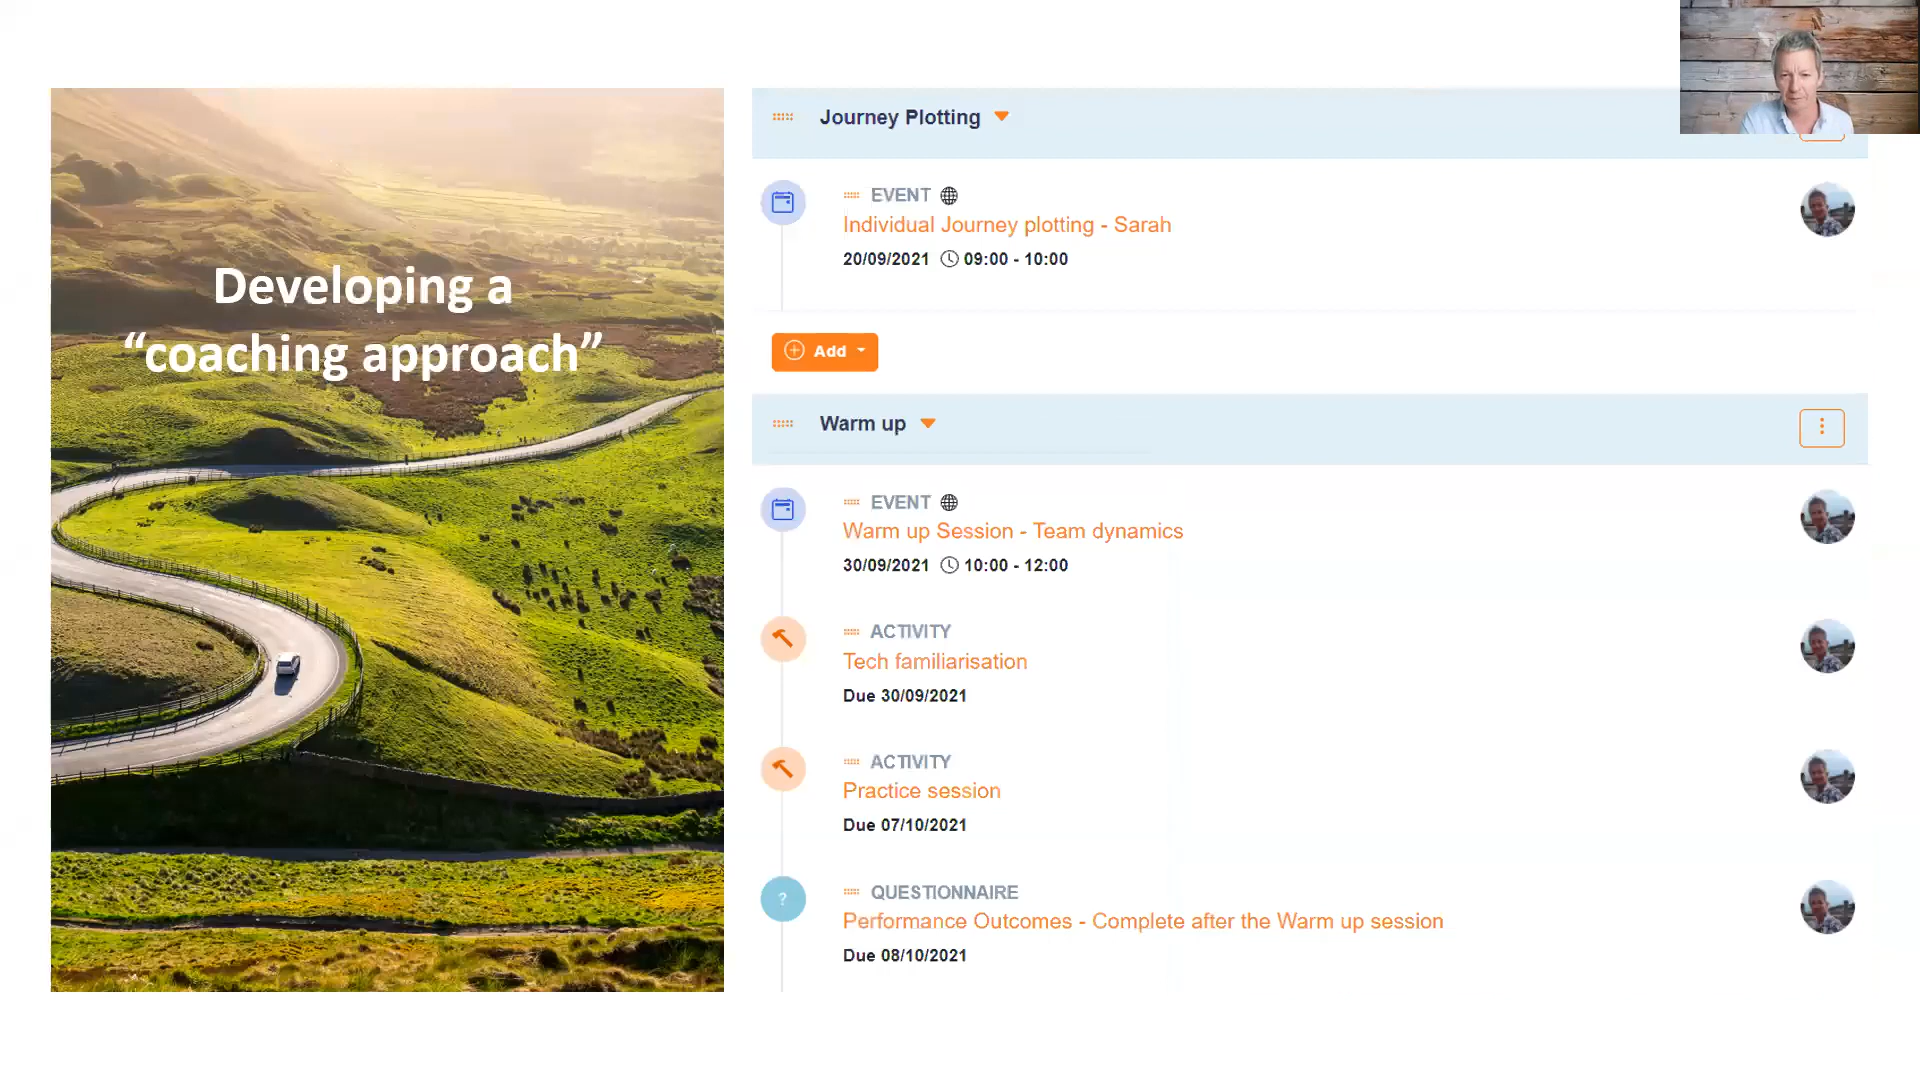 Developing a
“coaching approach”
Journey Plotting
EVENT
Individual Journey plotting - Sarah
20/09/2021 09:00 - 10:00
Add
Warm up
EVENT
Warm up Session - Team dynamics
30/09/2021 10:00 - 12:00
ACTIVITY
Tech familiarisation
Due 30/09/2021
ACTIVITY
Practice session
Due 07/10/2021
?
QUESTIONNAIRE
Performance Outcomes - Complete after the Warm up session
Due 08/10/2021